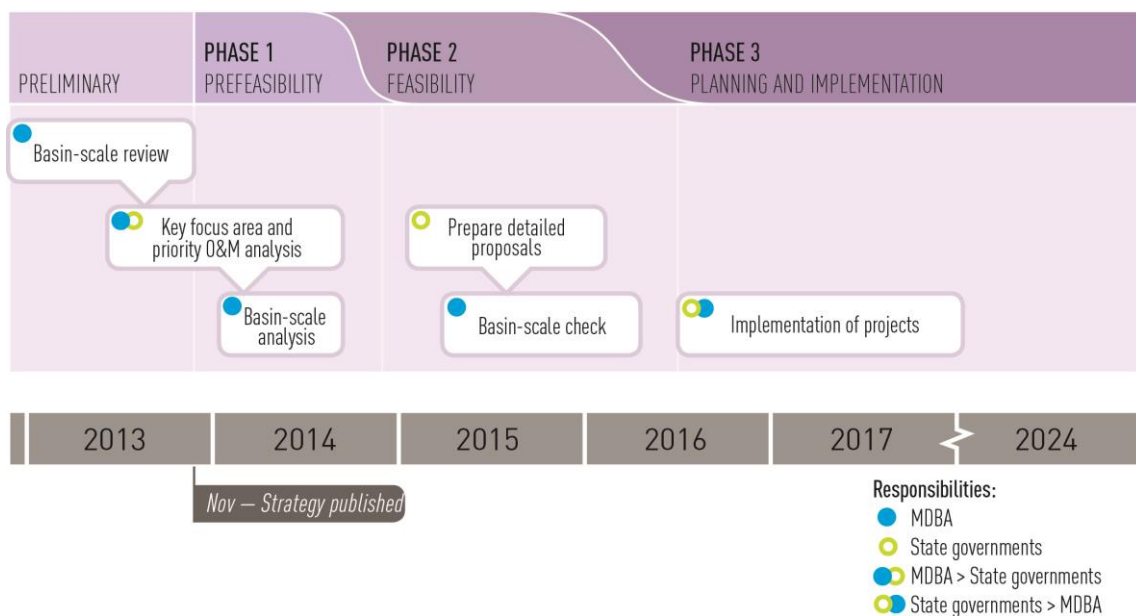 PRELIMINARY
PHASE 1
PREFEASIBILITY
PHASE 2
FEASIBILITY
PHASE 3
PLANNING AND IMPLEMENTATION
Basin-scale review
Key focus area and
priority O&M analysis
Basin-scale
analysis
Prepare detailed
proposals
Basin-scale check
Implementation of projects
2013
2014
2015
2016
2017
2024
Nov — Strategy published
Responsibilities:
MDBA
State governments
MDBA > State governments
State governments > MDBA